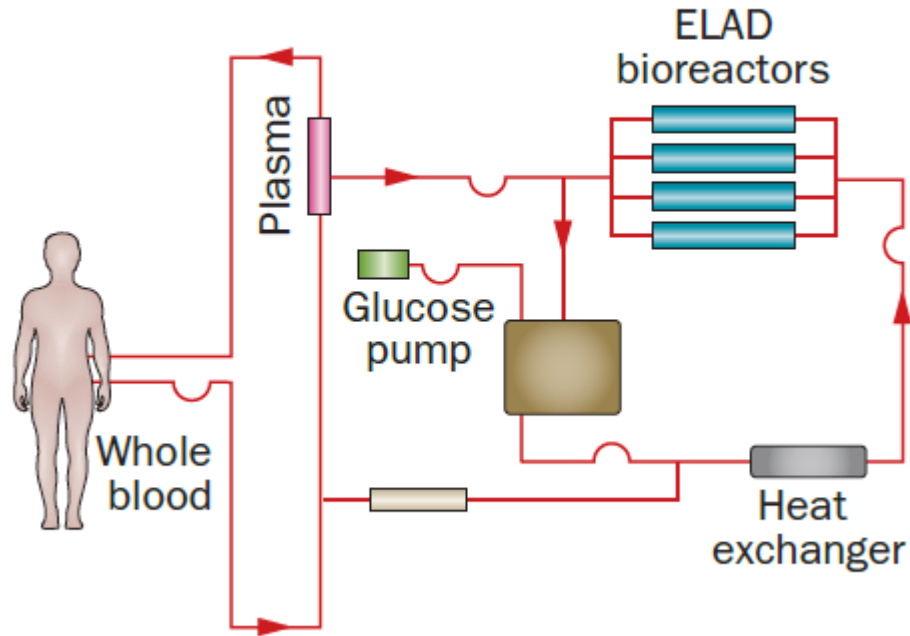 ELAD
bioreactors
Plasma
Glucose
pump
Whole
blood
Heat
exchanger